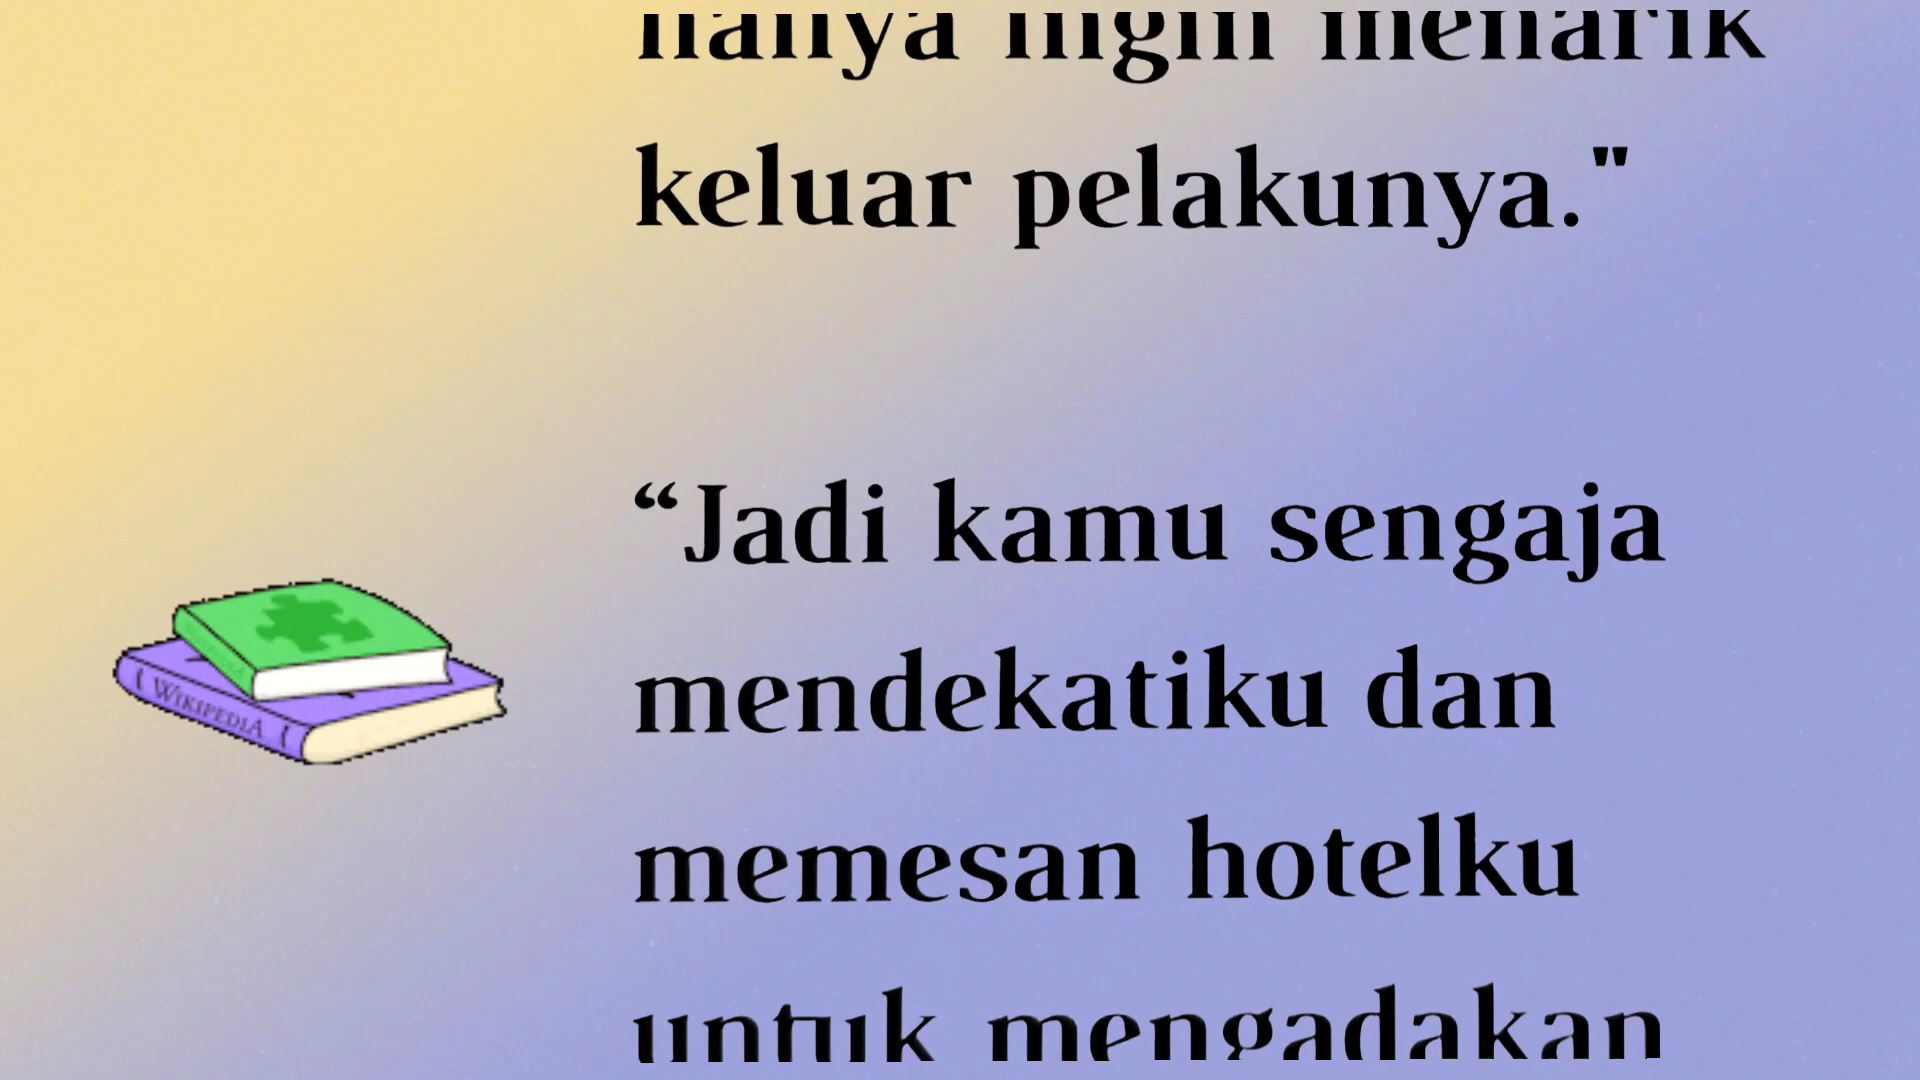 hanya ingin menarik
keluar pelakunya."
“Jadi kamu sengaja
mendekatiku dan
memesan hotelku
untuk mengadakan
WIKIPEDIA